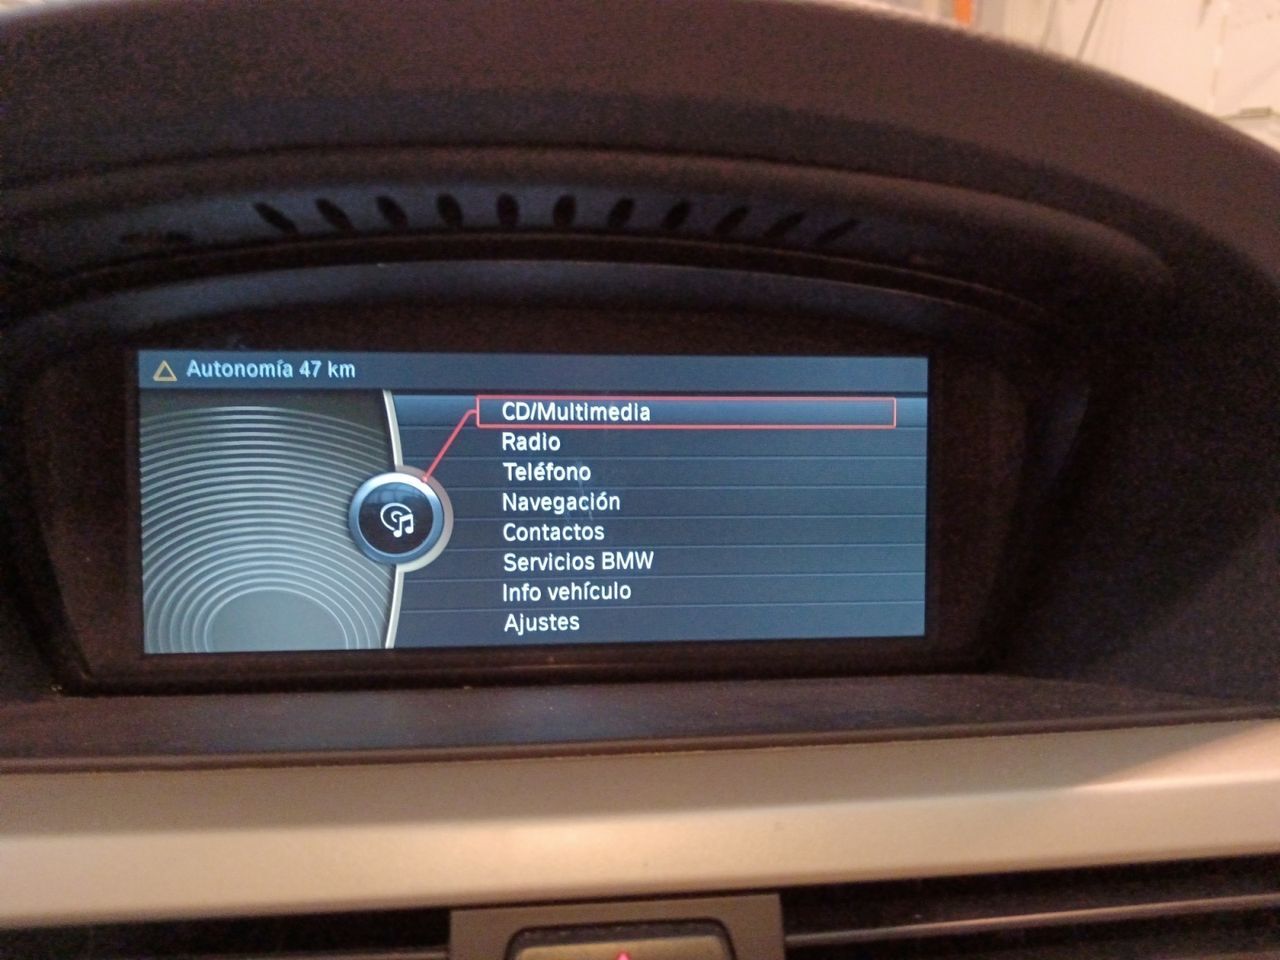 Autonomía 47 km
CD/Multimedia
Radio
Teléfono
Navegación
Contactos
Servicios BMW
Info vehículo
Ajustes